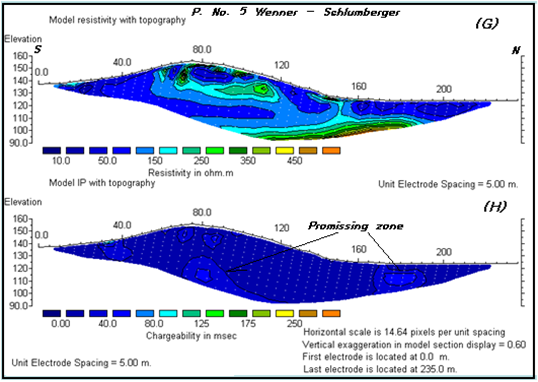 P. No. 5 Wenner - Schlumberger
Model resistivity with topography
(G)
Elevation
S
N
160
150
140
130
120
110
100
90.0
0.0
40.0
80.0
120
160
200
10.0 50.0 150 250 350 450
Resistivity in ohm.m
Unit Electrode Spacing = 5.00 m.
Model IP with topography
(H)
Elevation
160
150
140
130
120
110
100
90.0
0.0
40.0
80.0
120
200
Promissing zone
0.00 40.0 80.0 125 175 250
Chargeability in msec
Horizontal scale is 14.64 pixels per unit spacing
Vertical exaggeration in model section display = 0.60
First electrode is located at 0.0 m.
Last electrode is located at 235.0 m.
Unit Electrode Spacing = 5.00 m.